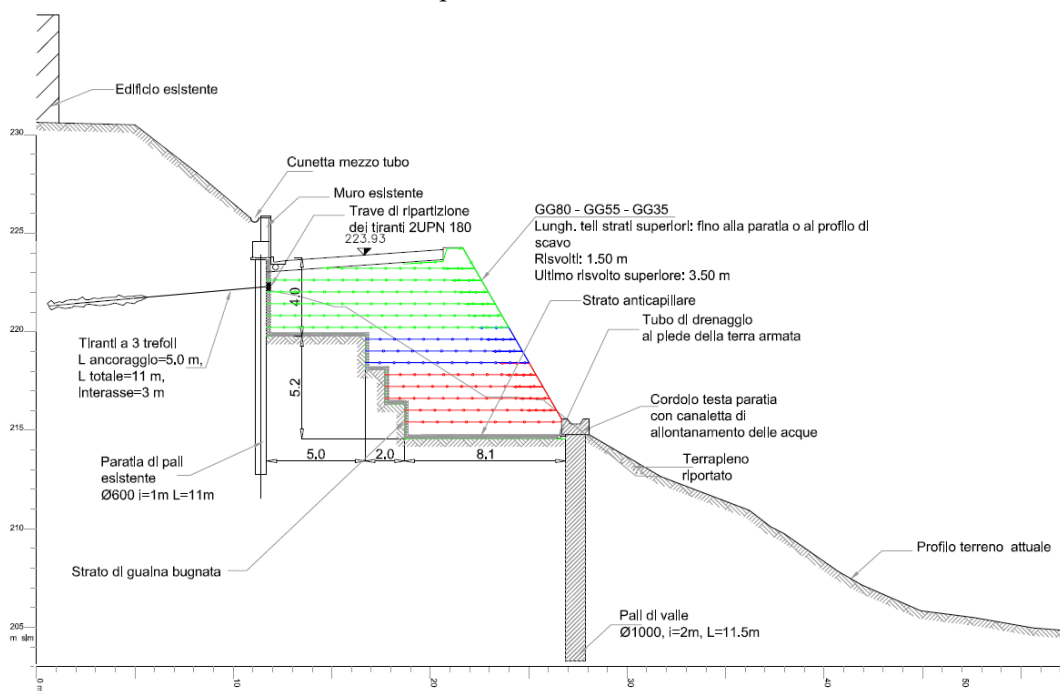 Edificio esistente
230
Cunetta mezzo tubo
Muro esistente
Trave di ripartizione
dei tiranti 2UPN 180
223.93
GG80 - GG55 - GG35
Lungh. teli strati superiori: fino alla paratia o al profilo di
scavo
Risvolti: 1.50 m
Ultimo risvolto superiore: 3.50 m
225
Strato anticapillare
Tubo di drenaggio
al piede della terra armata
4.0
220
Tiranti a 3 trefoli
L ancoraggio=5.0 m,
L totale=11 m,
Interasse=3 m
5.2
Cordolo testa paratia
con canaletta di
allontanamento delle acque
215
5.0
2.0
8.1
Paratia di pali
esistente
Ø600 i=1m L=11m
Terrapieno
riportato
210
Profilo terreno attuale
Strato di guaina bugnata
Pali di valle
Ø1000, i=2m, L=11.5m
205
m slm
0 m
10
20
30
40
50